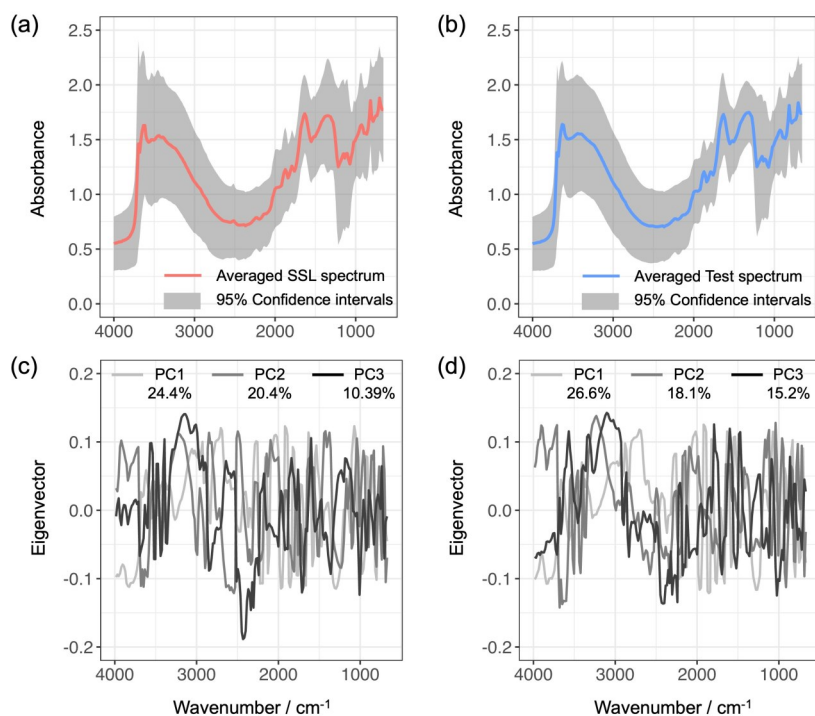 (a)
Absorbance
2.5
2.0
1.5
1.0
0.5
0.0
Averaged SSL spectrum
95% Confidence intervals
4000 3000 2000 1000
(b)
Absorbance
2.5
2.0
1.5
1.0
0.5
0.0
Averaged Test spectrum
95% Confidence intervals
4000 3000 2000 1000
(c)
Eigenvector
0.2
0.1
0.0
-0.1
-0.2
PC1 PC2 PC3
24.4% 20.4% 10.39%
4000 3000 2000 1000
Wavenumber / cm⁻¹
(d)
Eigenvector
0.2
0.1
0.0
-0.1
-0.2
PC1 PC2 PC3
26.6% 18.1% 15.2%
4000 3000 2000 1000
Wavenumber / cm⁻¹